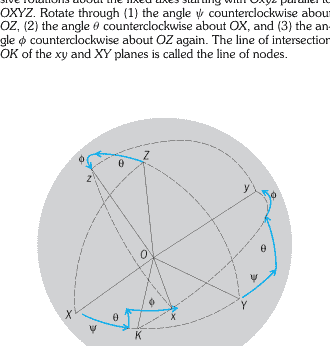 sive rotations about the fixed axes starting with Oxyz parallel to
OXYZ. Rotate through (1) the angle ψ counterclockwise about
OZ, (2) the angle θ counterclockwise about OX, and (3) the an-
gle ϕ counterclockwise about OZ again. The line of intersection
OK of the xy and XY planes is called the line of nodes.
ϕ θ Z
z
y ϕ
O
θ
ψ
X
ϕ
θ x Y
ψ K